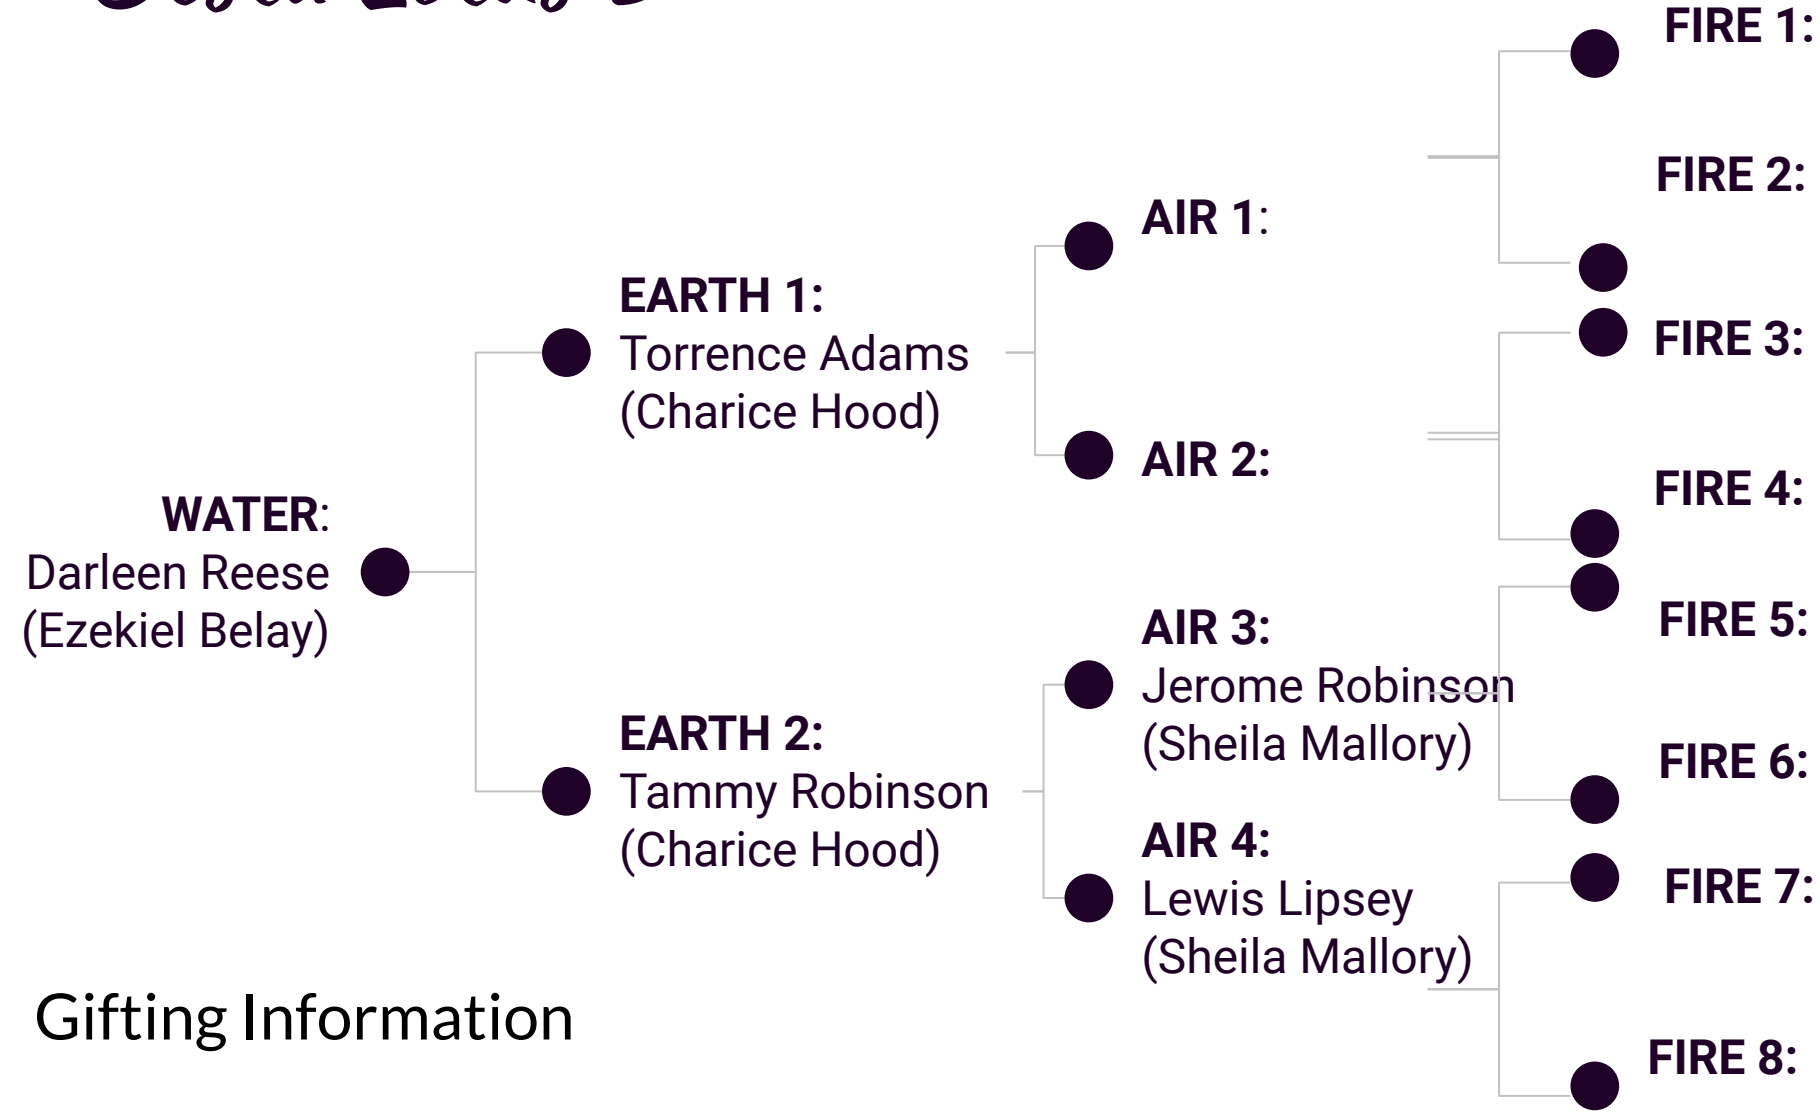 WATER:
Darleen Reese
(Ezekiel Belay)
EARTH 1:
Torrence Adams
(Charice Hood)
EARTH 2:
Tammy Robinson
(Charice Hood)
AIR 1:
AIR 2:
AIR 3:
Jerome Robinson
(Sheila Mallory)
AIR 4:
Lewis Lipsey
(Sheila Mallory)
FIRE 1:
FIRE 2:
FIRE 3:
FIRE 4:
FIRE 5:
FIRE 6:
FIRE 7:
FIRE 8:
Gifting Information